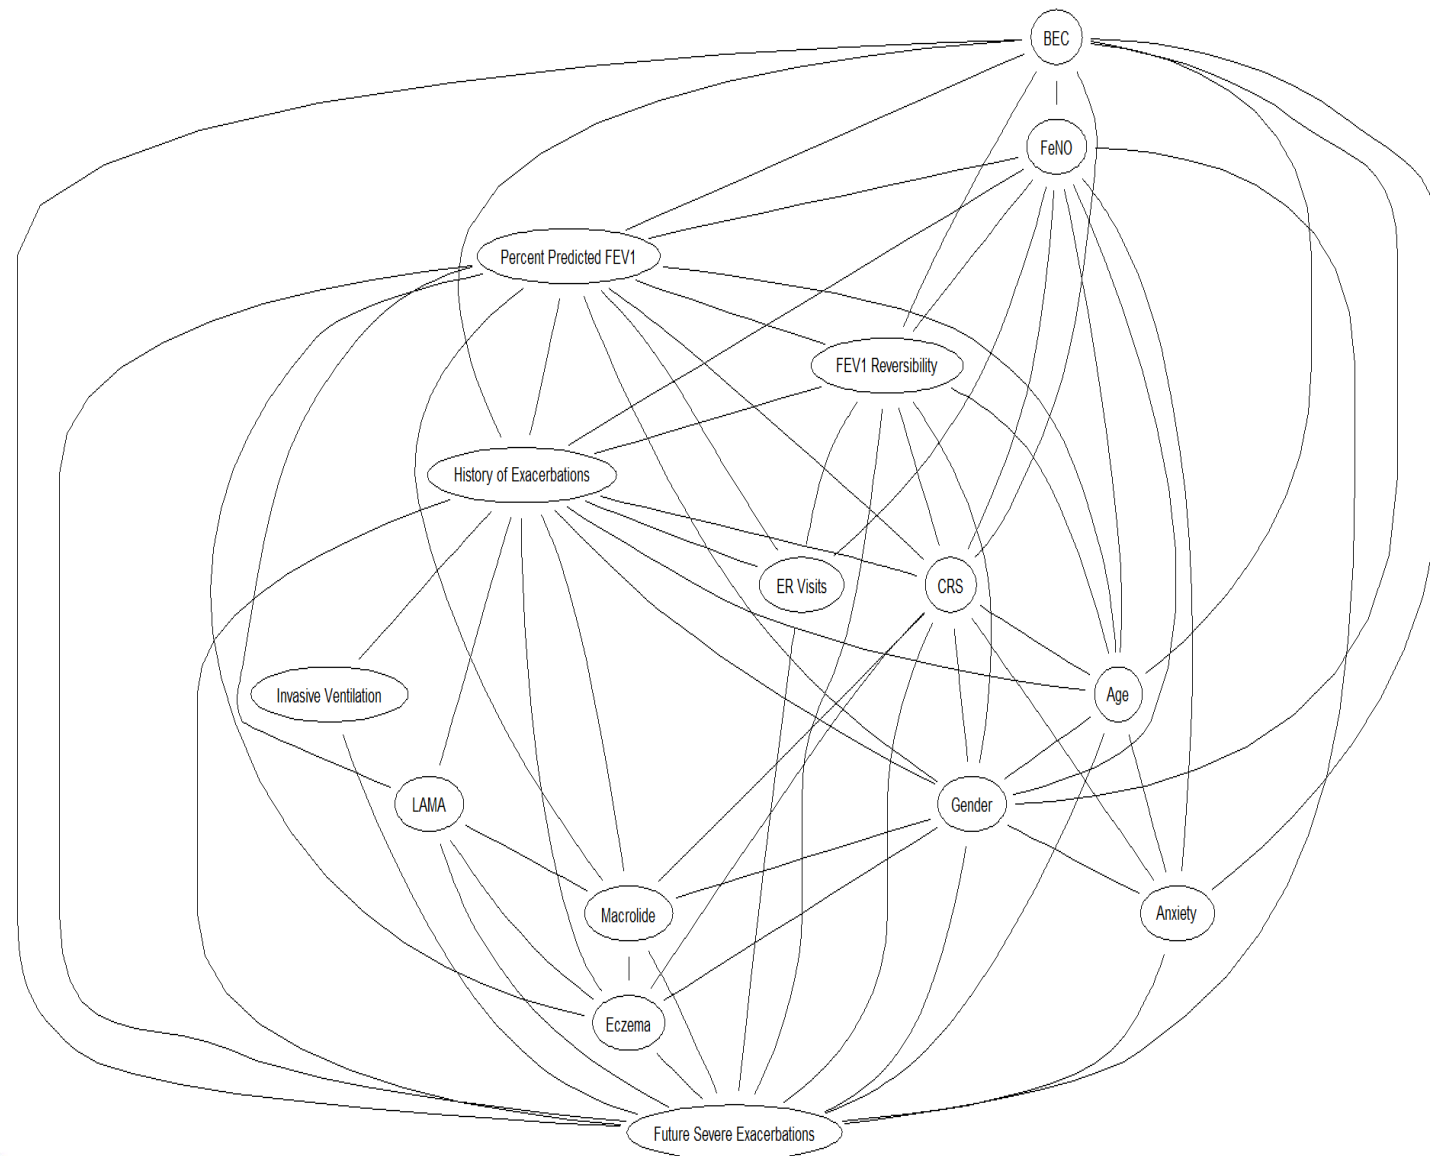 BEC
FeNO
Percent Predicted FEV1
FEV1 Reversibility
History of Exacerbations
ER Visits
CRS
Invasive Ventilation
Age
LAMA
Gender
Macrolide
Anxiety
Eczema
Future Severe Exacerbations